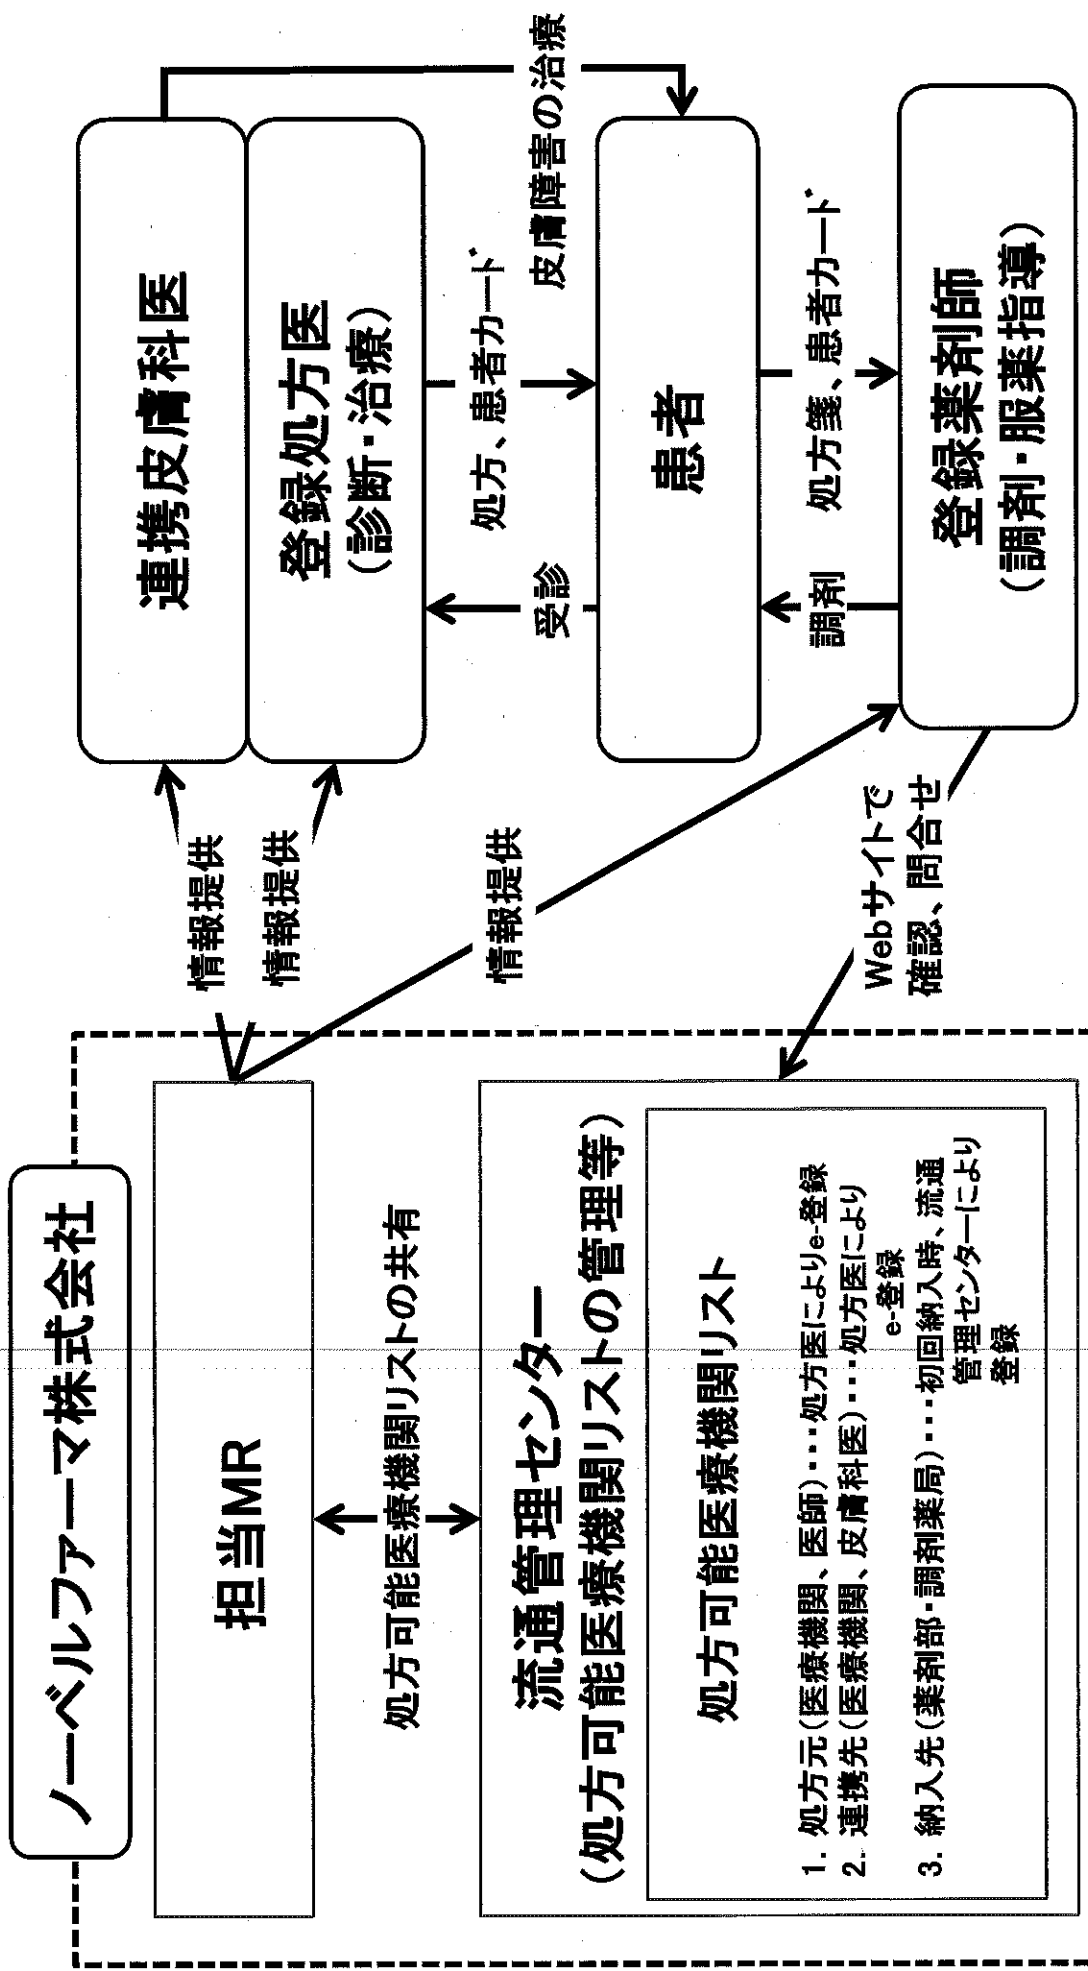 ノーベルファーマ株式会社
担当MR
処方可能医療機関リストの共有
流通管理センター
(処方可能医療機関リストの管理等)
処方可能医療機関リスト
1. 処方元(医療機関、医師)・・・処方医によりe-登録
2. 連携先(医療機関、皮膚科医)・・・処方医により
e-登録
3. 納入先(薬剤部・調剤薬局)・・・初回納入時、流通
管理センターにより
登録
情報提供
情報提供
情報提供
Webサイトで
確認、問合せ
連携皮膚科医
登録処方医
(診断・治療)
受診
処方、患者カード
皮膚障害の治療
患者
調剤
処方箋、患者カード
登録薬剤師
(調剤・服薬指導)